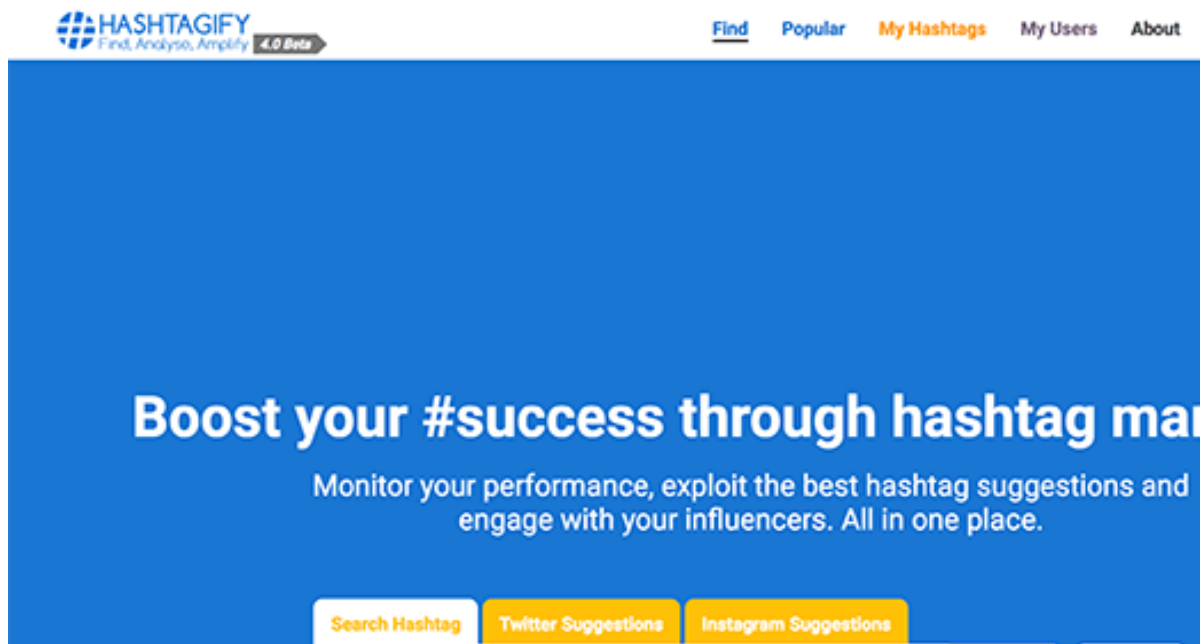 HASHTAGIFY
Find, Analyse, Amplify 4.0 Beta
Find Popular My Hashtags My Users About
Boost your #success through hashtag
Monitor your performance, exploit the best hashtag suggestions and
engage with your influencers. All in one place.
Search Hashtag Twitter Suggestions Instagram Suggestions